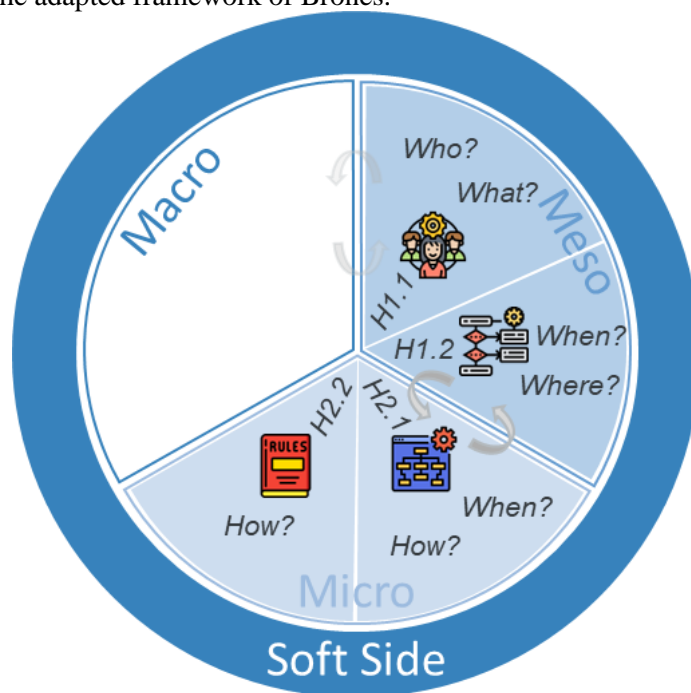 the adapted framework of Brones.
Macro
Who?
What?
Meso
H1.1
H1.2
When?
Where?
H2.2
H2.1
RULES
How?
When?
How?
Micro
Soft Side